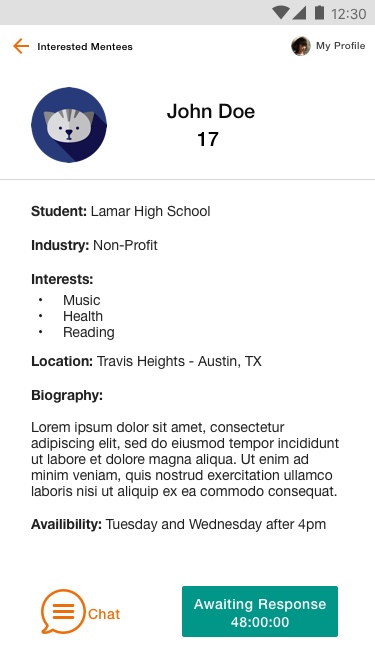 12:30
Interested Mentees
My Profile
John Doe
17
Student: Lamar High School
Industry: Non-Profit
Interests:
• Music
• Health
• Reading
Location: Travis Heights - Austin, TX
Biography:
Lorem ipsum dolor sit amet, consectetur
adipiscing elit, sed do eiusmod tempor incididunt
ut labore et dolore magna aliqua. Ut enim ad
minim veniam, quis nostrud exercitation ullamco
laboris nisi ut aliquip ex ea commodo consequat.
Availibility: Tuesday and Wednesday after 4pm
Chat
Awaiting Response
48:00:00